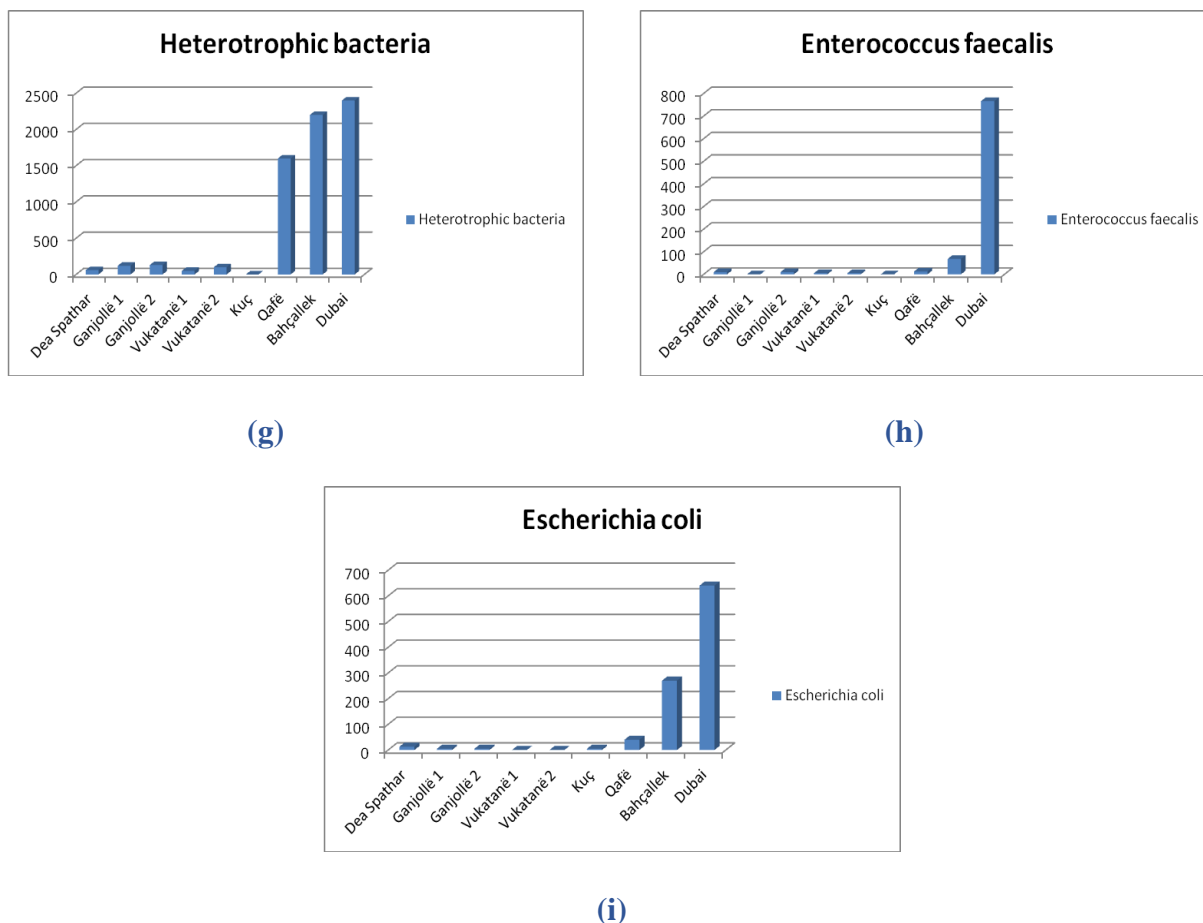 Heterotrophic bacteria
2500
2000
1500
1000
500
0
Dea Spathar
Ganjollë 1
Ganjollë 2
Vukatanë 1
Vukatanë 2
Kuç
Qafë
Bahçallek
Dubai
Heterotrophic bacteria
(g)
Enterococcus faecalis
800
700
600
500
400
300
200
100
0
Dea Spathar
Ganjollë 1
Ganjollë 2
Vukatanë 1
Vukatanë 2
Kuç
Qafë
Bahçallek
Dubai
Enterococcus faecalis
(h)
Escherichia coli
700
600
500
400
300
200
100
0
Dea Spathar
Ganjollë 1
Ganjollë 2
Vukatanë 1
Vukatanë 2
Kuç
Qafë
Bahçallek
Dubai
Escherichia coli
(i)